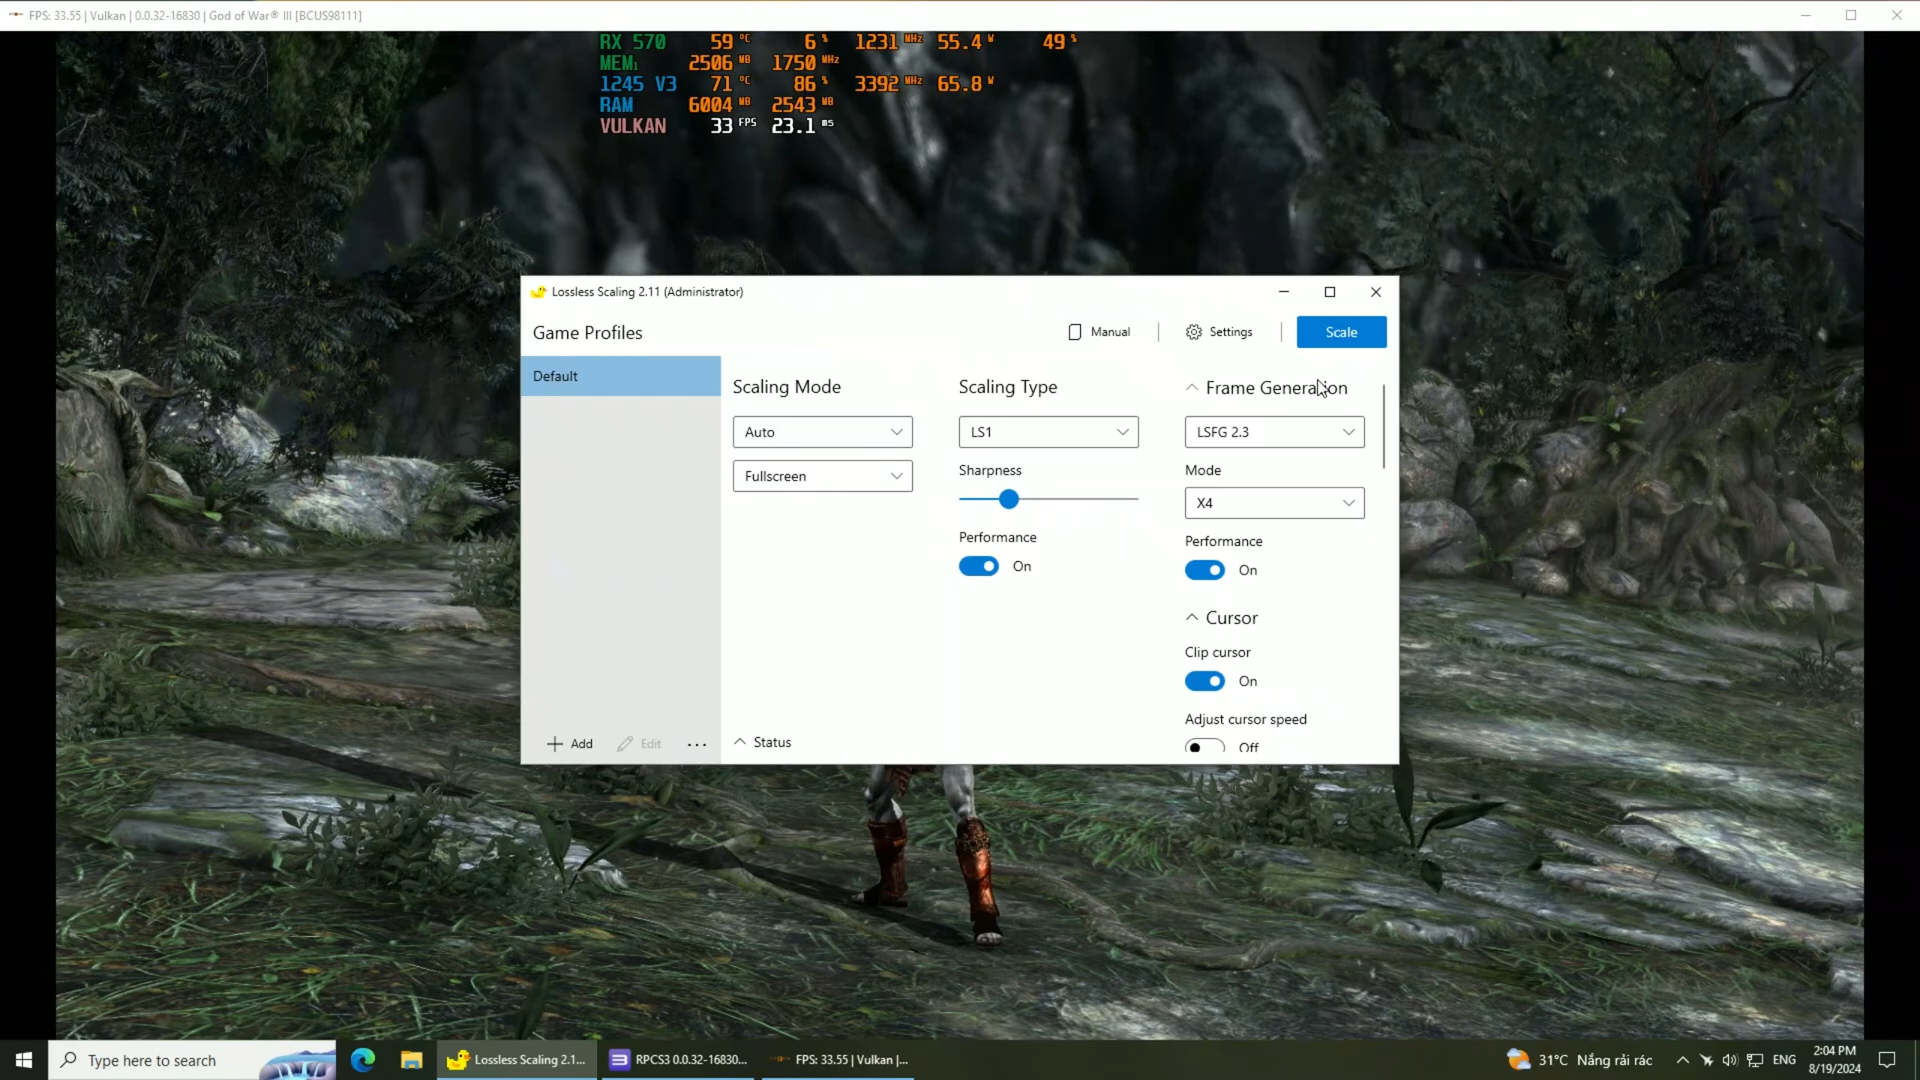 FPS: 33.55 | Vulkan | 0.0.32-16830 | God of War® III [BCUS98111]
RX 570 59 °C 6 % 1231 MHz 55.4 W 49 %
MEM1 2506 MB 1750 MHz
1245 V3 71 °C 86 % 3392 MHz 65.8 W
RAM 6004 MB 2543 MB
VULKAN 33 FPS 23.1 ms
Lossless Scaling 2.11 (Administrator)
Game Profiles
Manual
Settings
Scale
Default
Scaling Mode
Auto
Fullscreen
Scaling Type
LS1
Sharpness
Performance
On
Frame Generation
LSFG 2.3
Mode
X4
Performance
On
Cursor
Clip cursor
On
Adjust cursor speed
Off
Add
Edit
Status
Type here to search
Lossless Scaling 2.1...
RPCS3 0.0.32-16830...
FPS: 33.55 | Vulkan |...
31°C Nắng rải rác
ENG
2:04 PM
8/19/2024